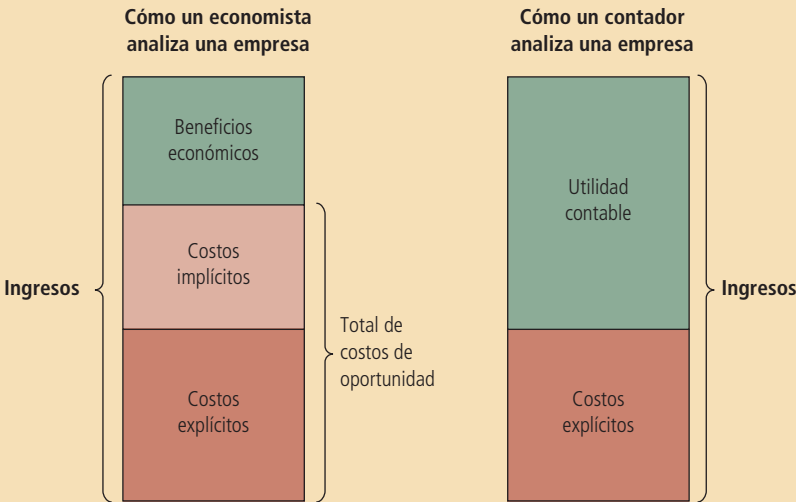 Cómo un economista
analiza una empresa
Beneficios
económicos
Costos
implícitos
Costos
explícitos
Ingresos
Total de
costos de
oportunidad
Cómo un contador
analiza una empresa
Utilidad
contable
Costos
explícitos
Ingresos